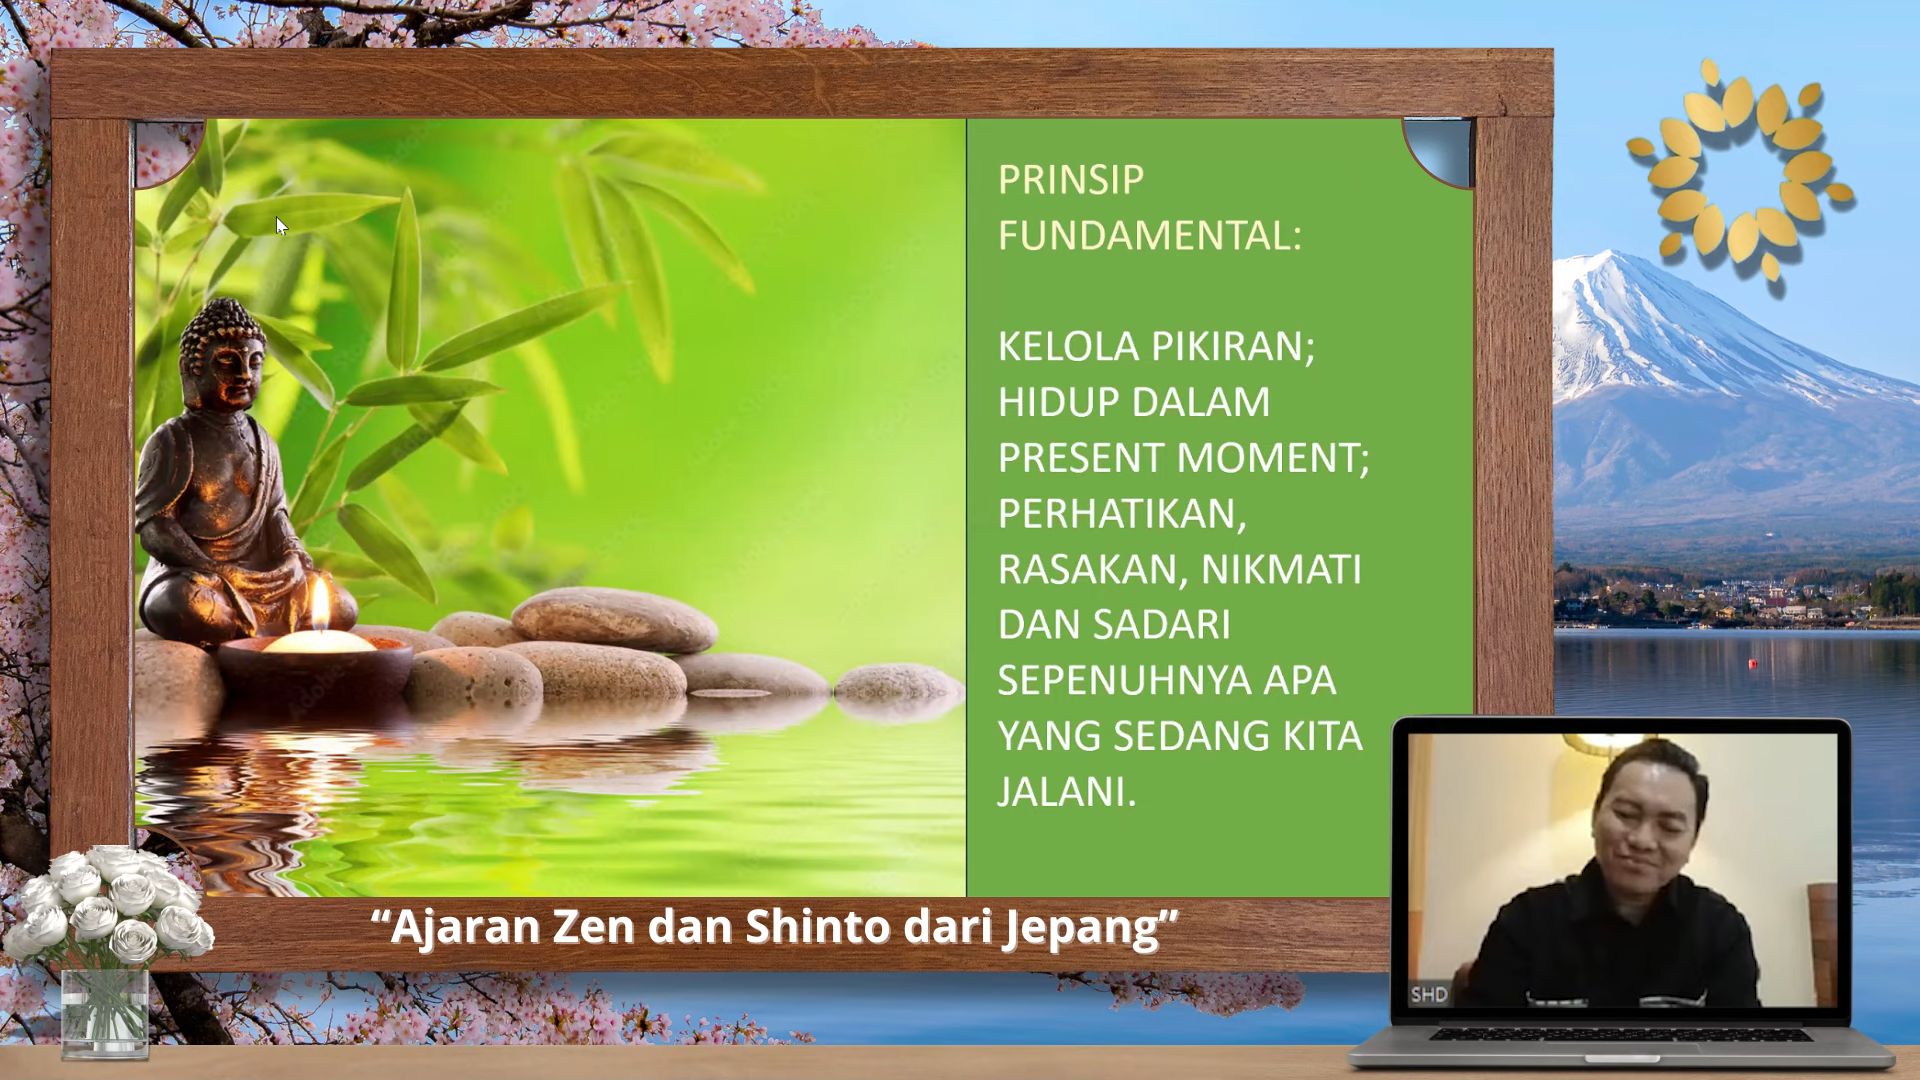 PRINSIP
FUNDAMENTAL:
KELOLA PIKIRAN;
HIDUP DALAM
PRESENT MOMENT;
PERHATIKAN,
RASAKAN, NIKMATI
DAN SADARI
SEPENUHNYA APA
YANG SEDANG KITA
JALANI.
“Ajaran Zen dan Shinto dari Jepang”
SHD